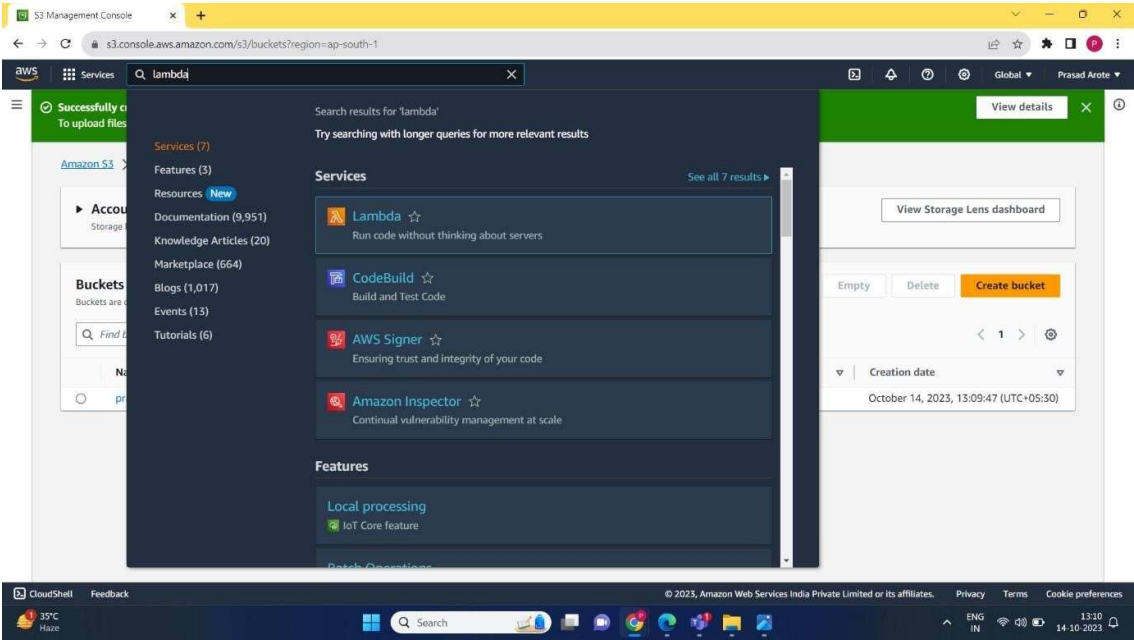 S3 Management Console
s3.console.aws.amazon.com/s3/buckets?region=ap-south-1
P
aws
Services
lambda
Global
Prasad Arote
Successfully
To upload files
View details
Amazon S3
View Storage Lens dashboard
Buckets
Buckets are
Empty
Delete
Create bucket
Find
1
Creation date
October 14, 2023, 13:09:47 (UTC+05:30)
Services (7)
Features (3)
Resources New
Documentation (9,951)
Knowledge Articles (20)
Marketplace (664)
Blogs (1,017)
Events (13)
Tutorials (6)
Search results for 'lambda'
Try searching with longer queries for more relevant results
Services
See all 7 results
Lambda
Run code without thinking about servers
CodeBuild
Build and Test Code
AWS Signer
Ensuring trust and integrity of your code
Amazon Inspector
Continual vulnerability management at scale
Features
Local processing
IoT Core feature
Batch Operations
CloudShell
Feedback
© 2023, Amazon Web Services India Private Limited or its affiliates.
Privacy
Terms
Cookie preferences
1
35°C
Haze
Search
ENG
IN
13:10
14-10-2023